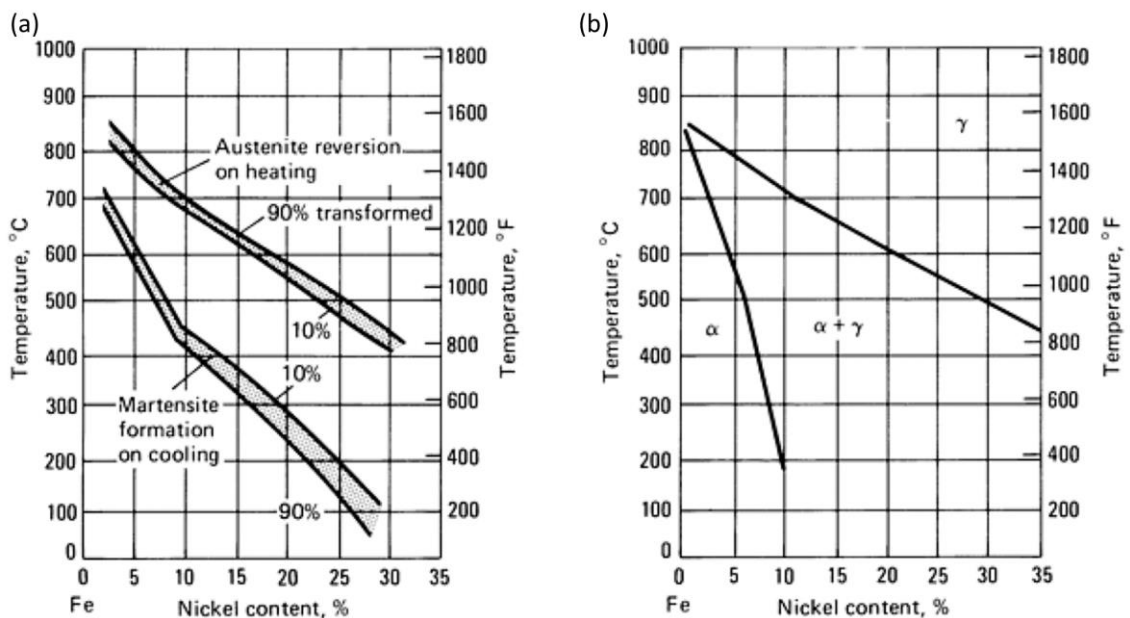 (a)
1000
900
800
700
600
500
400
300
200
100
0
Temperature, °C
1800
1600
1400
1200
1000
800
600
400
200
Temperature, °F
Austenite reversion
on heating
90% transformed
10%
10%
Martensite
formation
on cooling
90%
0 5 10 15 20 25 30 35
Fe Nickel content, %
(b)
1000
900
800
700
600
500
400
300
200
100
0
Temperature, °C
1800
1600
1400
1200
1000
800
600
400
200
Temperature, °F
γ
α
α + γ
0 5 10 15 20 25 30 35
Fe Nickel content, %